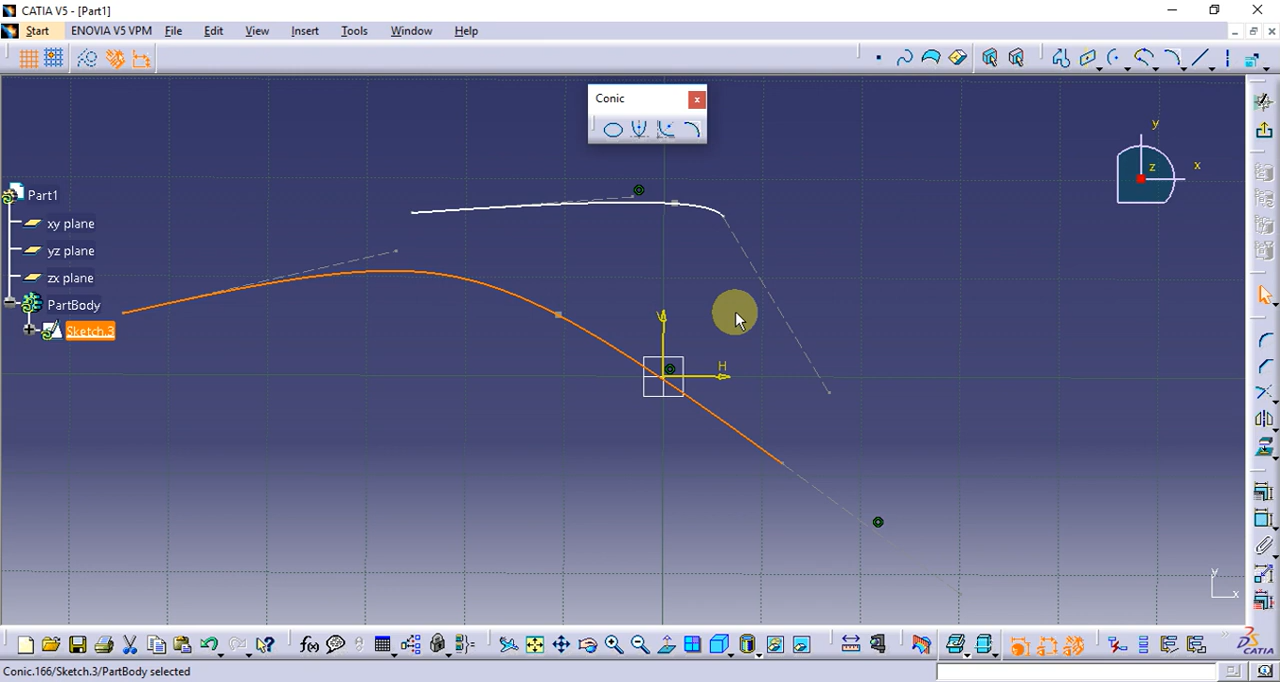 CATIA V5 - [Part1]
Start ENOVIA V5 VPM File Edit View Insert Tools Window Help
Conic x
y
z x
Part1
xy plane
yz plane
zx plane
PartBody
Sketch.3
V
H
y
x
f(x)
CATIA
Conic.166/Sketch.3/PartBody selected